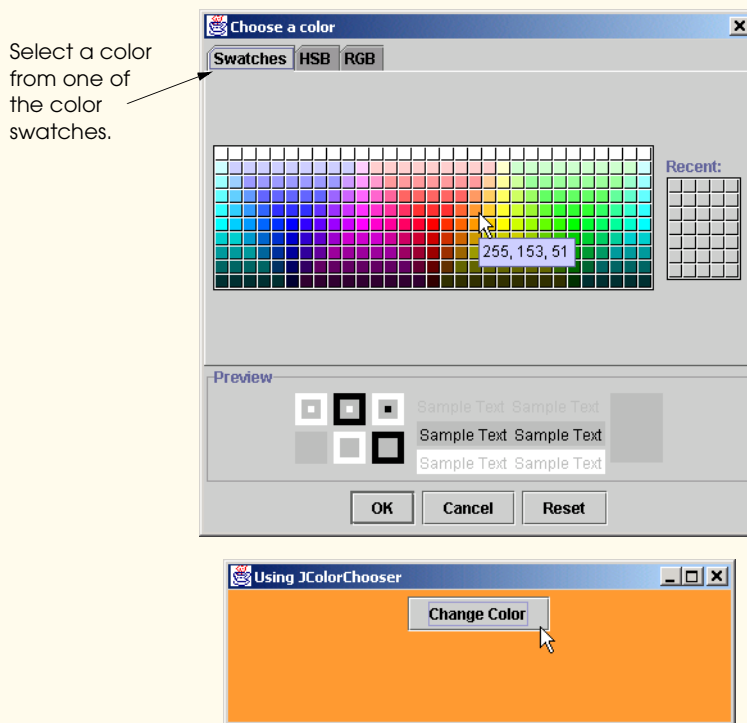 Select a color
from one of
the color
swatches.
Choose a color
Swatches HSB RGB
Recent:
255, 153, 51
Preview
Sample Text Sample Text
Sample Text Sample Text
Sample Text Sample Text
OK Cancel Reset
Using JColorChooser
Change Color